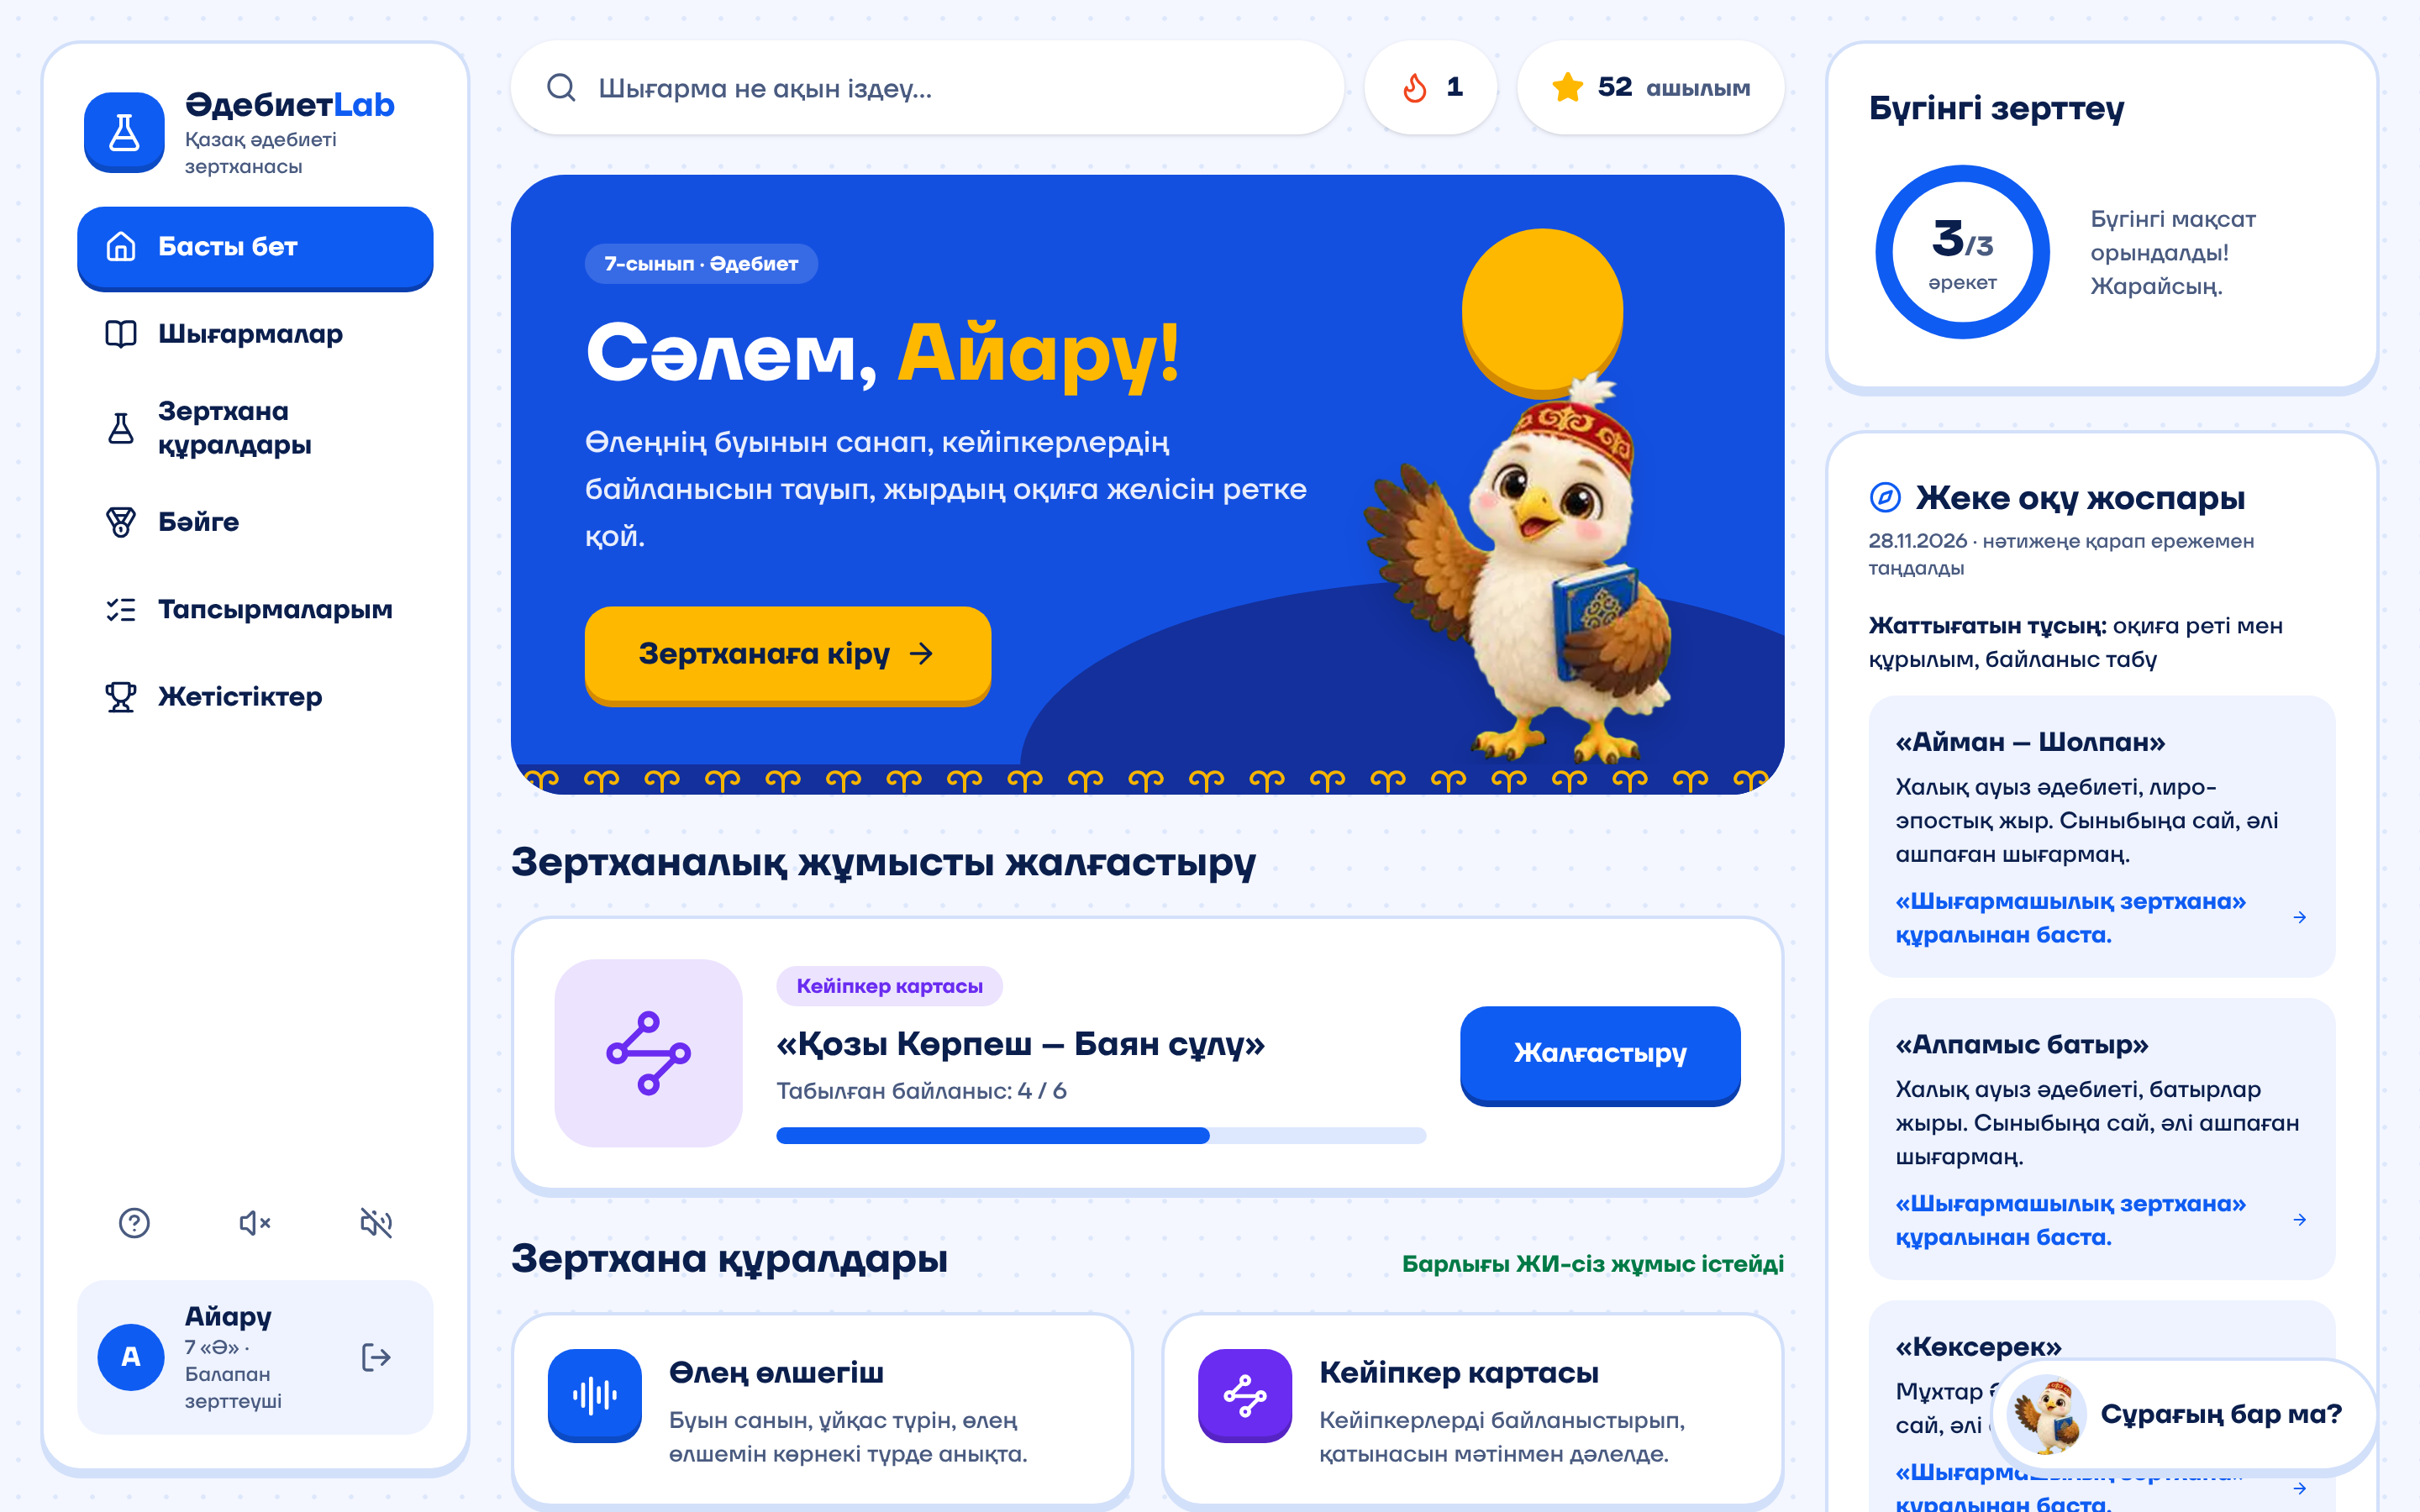 ӘдебиетLab
Қазақ әдебиеті
зертханасы
Басты бет
Шығармалар
Зертхана
құралдары
Бәйге
Тапсырмаларым
Жетістіктер
А
Айару
7 «Ә» ·
Балапан
зерттеуші
Шығарма не ақын іздеу...
1
52 ашылым
7-сынып · Әдебиет
Сәлем, Айару!
Өлеңнің буынын санап, кейіпкерлердің
байланысын тауып, жырдың оқиға желісін ретке
қой.
Зертханаға кіру
Зертханалық жұмысты жалғастыру
Кейіпкер картасы
«Қозы Көрпеш – Баян сұлу»
Табылған байланыс: 4 / 6
Жалғастыру
Зертхана құралдары
Барлығы ЖИ-сіз жұмыс істейді
Өлең өлшегіш
Буын санын, ұйқас түрін, өлең
өлшемін көрнекі түрде анықта.
Кейіпкер картасы
Кейіпкерлерді байланыстырып,
қатынасын мәтінмен дәлелде.
Бүгінгі зерттеу
3/3
әрекет
Бүгінгі мақсат
орындалды!
Жарайсың.
Жеке оқу жоспары
28.11.2026 · нәтижеңе қарап ережемен
таңдалды
Жаттығатын тұсың: оқиға реті мен
құрылым, байланыс табу
«Айман – Шолпан»
Халық ауыз әдебиеті, лиро-
эпостық жыр. Сыныбыңа сай, әлі
ашпаған шығармаң.
«Шығармашылық зертхана»
құралынан баста.
«Алпамыс батыр»
Халық ауыз әдебиеті, батырлар
жыры. Сыныбыңа сай, әлі ашпаған
шығармаң.
«Шығармашылық зертхана»
құралынан баста.
«Көксерек»
Мұхтар
сай, әлі
Сұрағың бар ма?
«Шығармашылық зертхана»
құралынан баста.